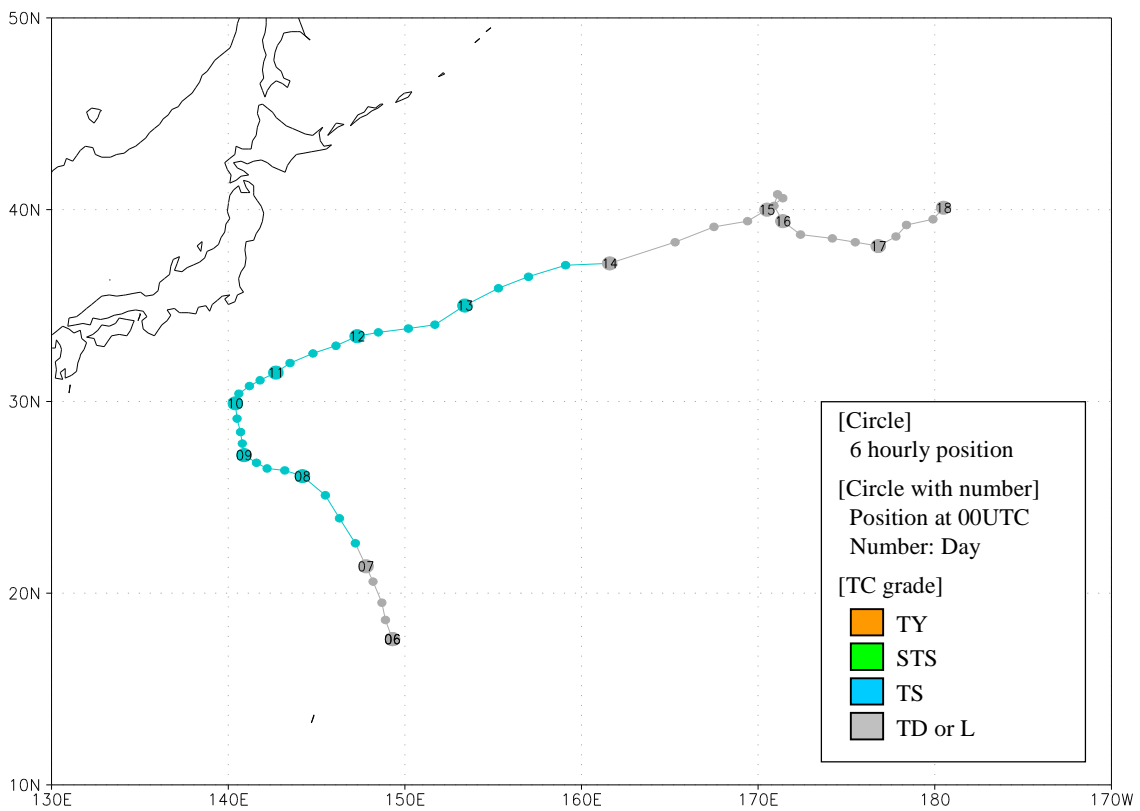 50N
40N
15
16
18
17
14
13
12
11
30N
10
09
08
07
20N
06
10N
130E
140E
150E
160E
170E
180
170W
[Circle]
6 hourly position
[Circle with number]
Position at 00UTC
Number: Day
[TC grade]
TY
STS
TS
TD or L